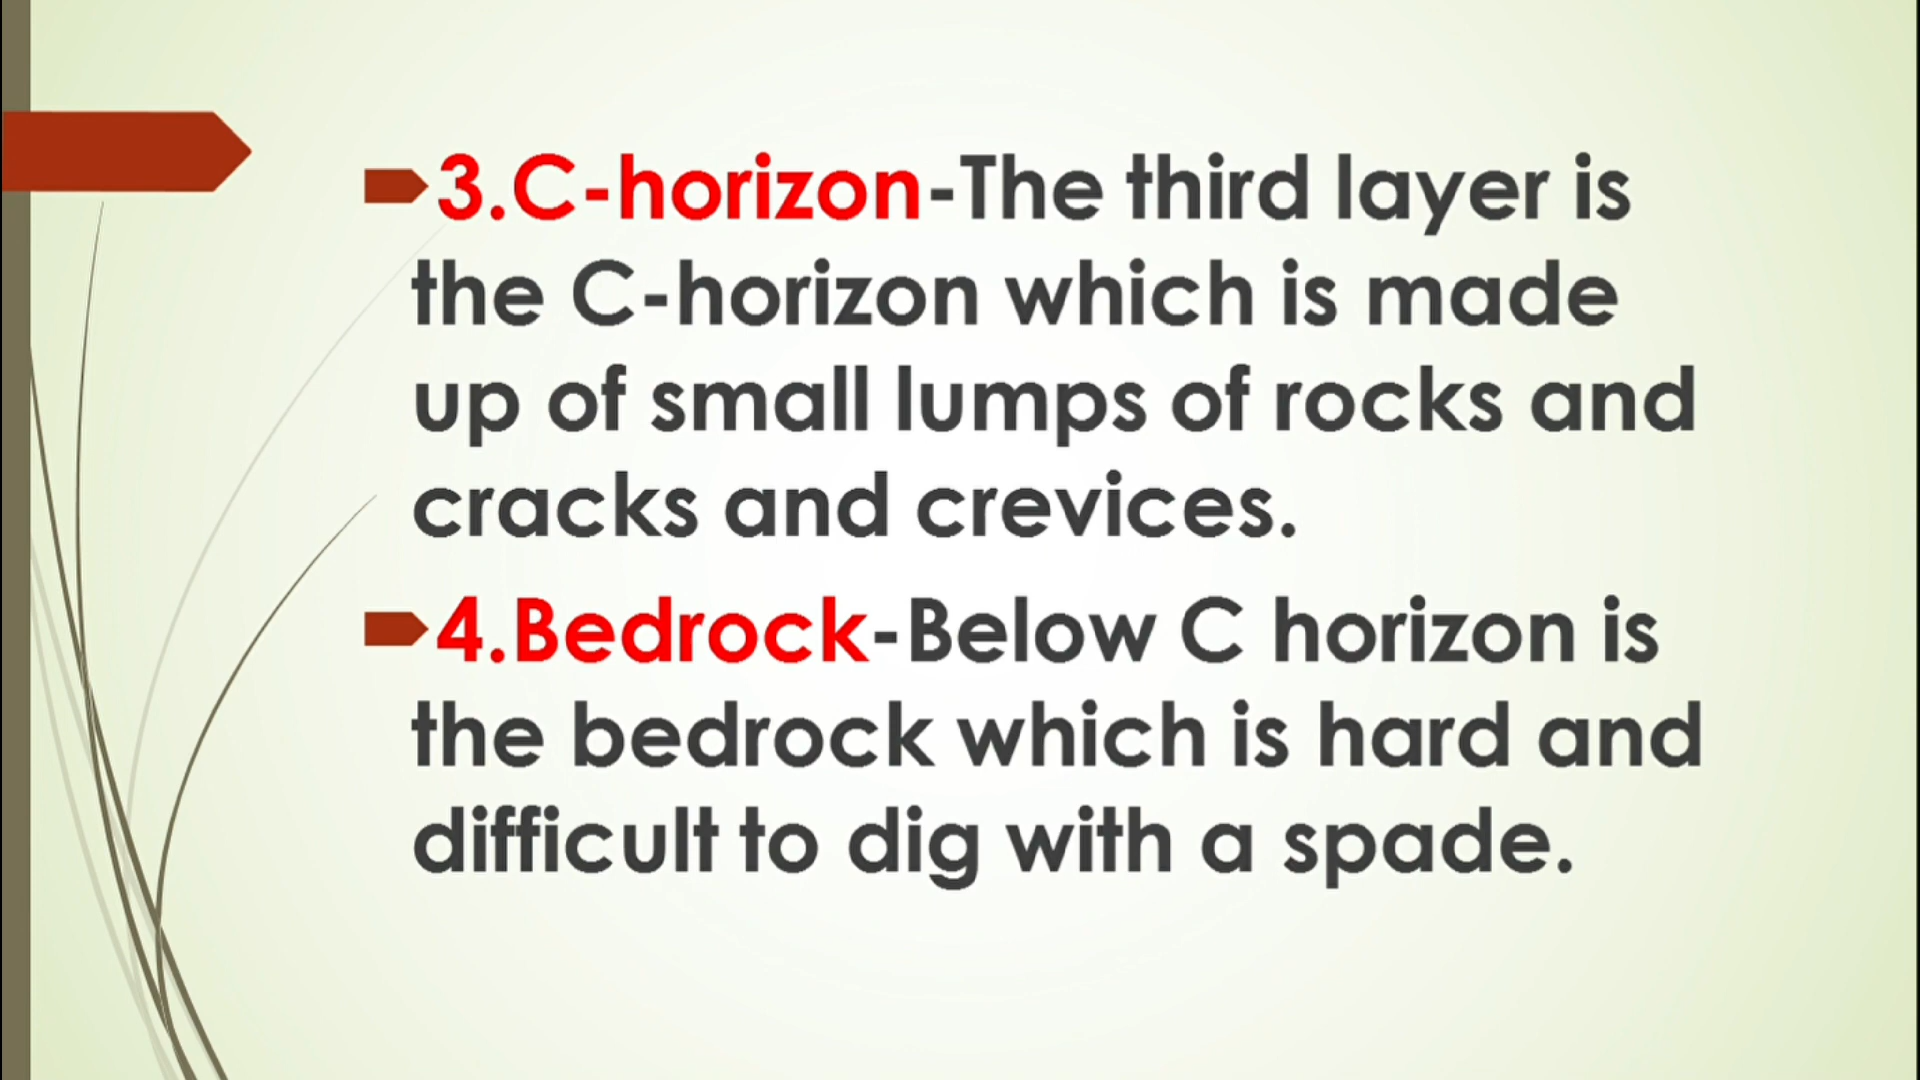 3.C-horizon-The third layer is
the C-horizon which is made
up of small lumps of rocks and
cracks and crevices.
4.Bedrock-Below C horizon is
the bedrock which is hard and
difficult to dig with a spade.